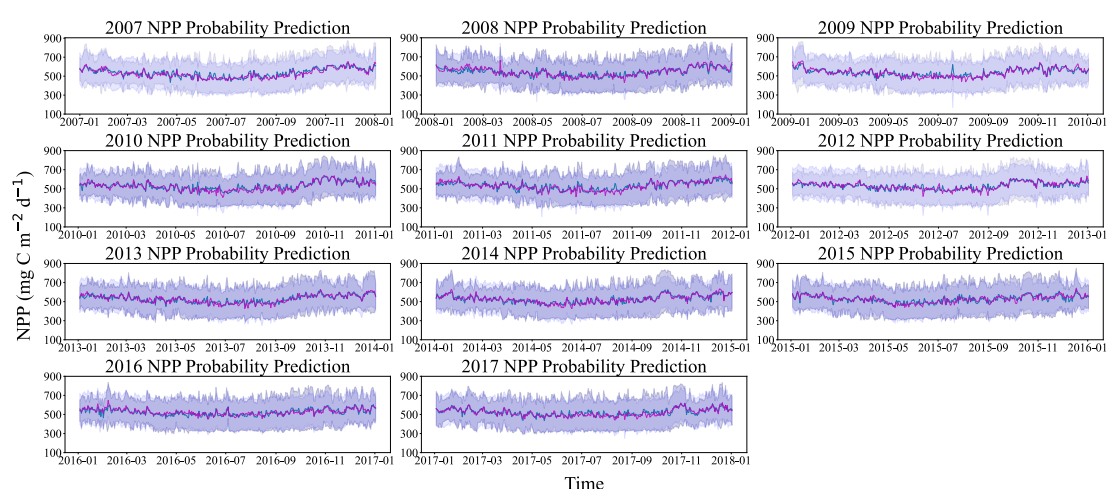 2007 NPP Probability Prediction
2008 NPP Probability Prediction
2009 NPP Probability Prediction
900
700
500
300
100
2007-01 2007-03 2007-05 2007-07 2007-09 2007-11 2008-01
900
700
500
300
100
2008-01 2008-03 2008-05 2008-07 2008-09 2008-11 2009-01
900
700
500
300
100
2009-01 2009-03 2009-05 2009-07 2009-09 2009-11 2010-01
2010 NPP Probability Prediction
2011 NPP Probability Prediction
2012 NPP Probability Prediction
900
700
500
300
100
2010-01 2010-03 2010-05 2010-07 2010-09 2010-11 2011-01
900
700
500
300
100
2011-01 2011-03 2011-05 2011-07 2011-09 2011-11 2012-01
900
700
500
300
100
2012-01 2012-03 2012-05 2012-07 2012-09 2012-11 2013-01
NPP (mg C m⁻² d⁻¹)
2013 NPP Probability Prediction
2014 NPP Probability Prediction
2015 NPP Probability Prediction
900
700
500
300
100
2013-01 2013-03 2013-05 2013-07 2013-09 2013-11 2014-01
900
700
500
300
100
2014-01 2014-03 2014-05 2014-07 2014-09 2014-11 2015-01
900
700
500
300
100
2015-01 2015-03 2015-05 2015-07 2015-09 2015-11 2016-01
2016 NPP Probability Prediction
2017 NPP Probability Prediction
900
700
500
300
100
2016-01 2016-03 2016-05 2016-07 2016-09 2016-11 2017-01
900
700
500
300
100
2017-01 2017-03 2017-05 2017-07 2017-09 2017-11 2018-01
Time